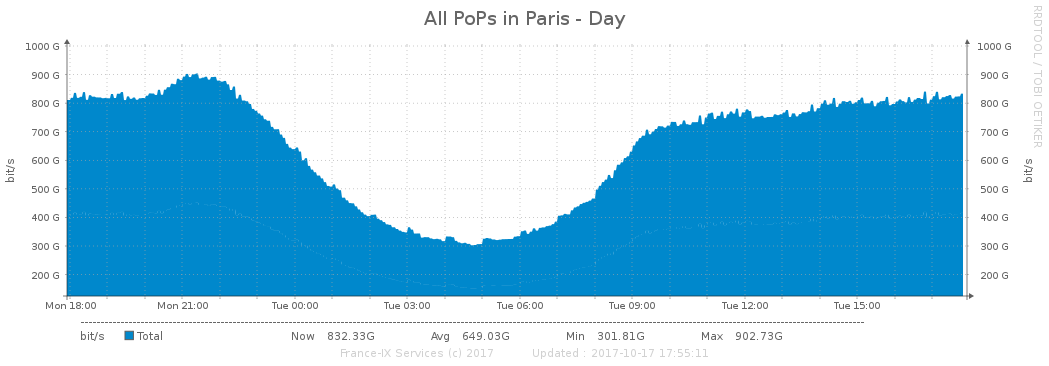 All PoPs in Paris - Day
RRDTOOL / TOBI OETIKER
bit/s
1000 G
900 G
800 G
700 G
600 G
500 G
400 G
300 G
200 G
1000 G
900 G
800 G
700 G
600 G
500 G
400 G
300 G
200 G
bit/s
Mon 18:00 Mon 21:00 Tue 00:00 Tue 03:00 Tue 06:00 Tue 09:00 Tue 12:00 Tue 15:00
bit/s Total Now 832.33G Avg 649.03G Min 301.81G Max 902.73G
France-IX Services (c) 2017 Updated : 2017-10-17 17:55:11